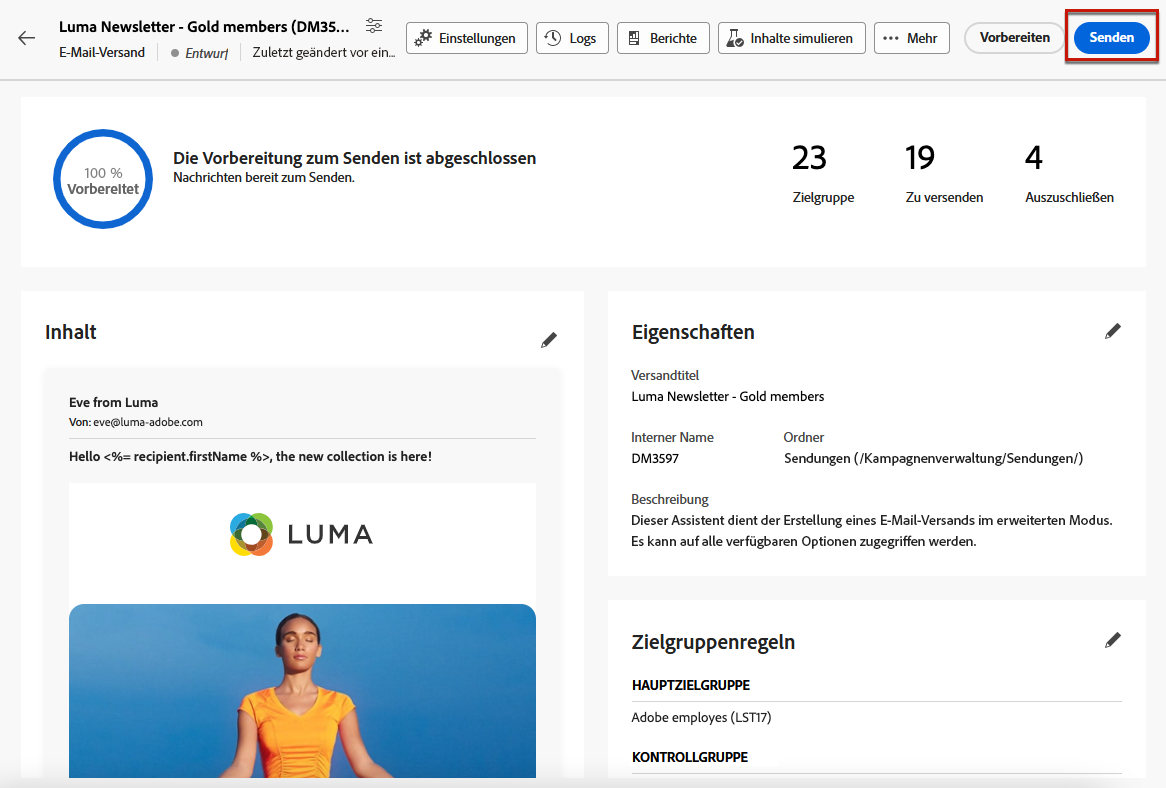 Luma Newsletter - Gold members (DM35...
E-Mail-Versand
Entwurf
Zuletzt geändert vor ein...
Einstellungen
Logs
Berichte
Inhalte simulieren
Mehr
Vorbereiten
Senden
100 %
Vorbereitet
Die Vorbereitung zum Senden ist abgeschlossen
Nachrichten bereit zum Senden.
23
Zielgruppe
19
Zu versenden
4
Auszuschließen
Inhalt
Eve from Luma
Von: eve@luma-adobe.com
Hello <%= recipient.firstName %>, the new collection is here!
LUMA
Eigenschaften
Versandtitel
Luma Newsletter - Gold members
Interner Name
DM3597
Ordner
Sendungen (/Kampagnenverwaltung/Sendungen/)
Beschreibung
Dieser Assistent dient der Erstellung eines E-Mail-Versands im erweiterten Modus.
Es kann auf alle verfügbaren Optionen zugegriffen werden.
Zielgruppenregeln
HAUPTZIELGRUPPE
Adobe employes (LST17)
KONTROLLGRUPPE